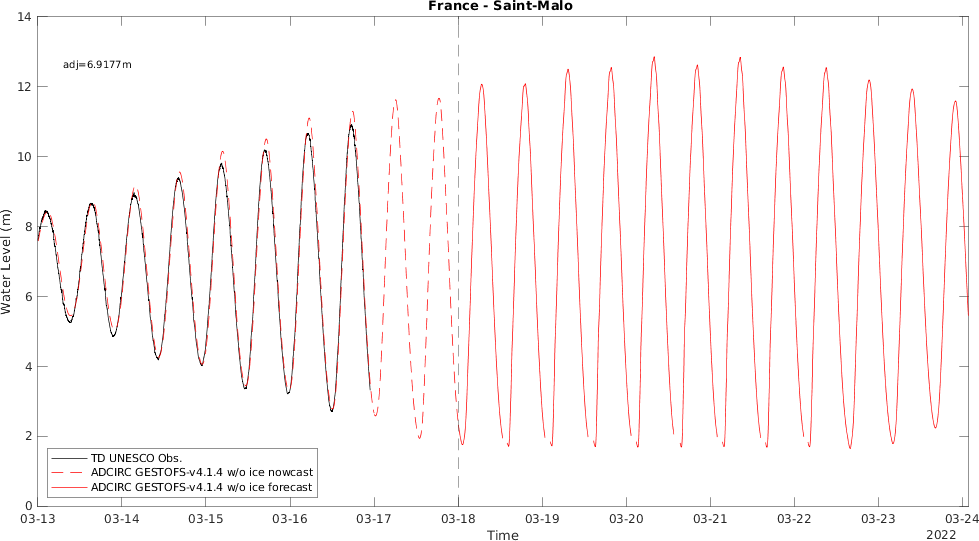 France - Saint-Malo
adj=6.9177m
Water Level (m)
14
12
10
8
6
4
2
0
TD UNESCO Obs.
ADCIRC GESTOFS-v4.1.4 w/o ice nowcast
ADCIRC GESTOFS-v4.1.4 w/o ice forecast
03-13 03-14 03-15 03-16 03-17 03-18 03-19 03-20 03-21 03-22 03-23 03-24
Time
2022